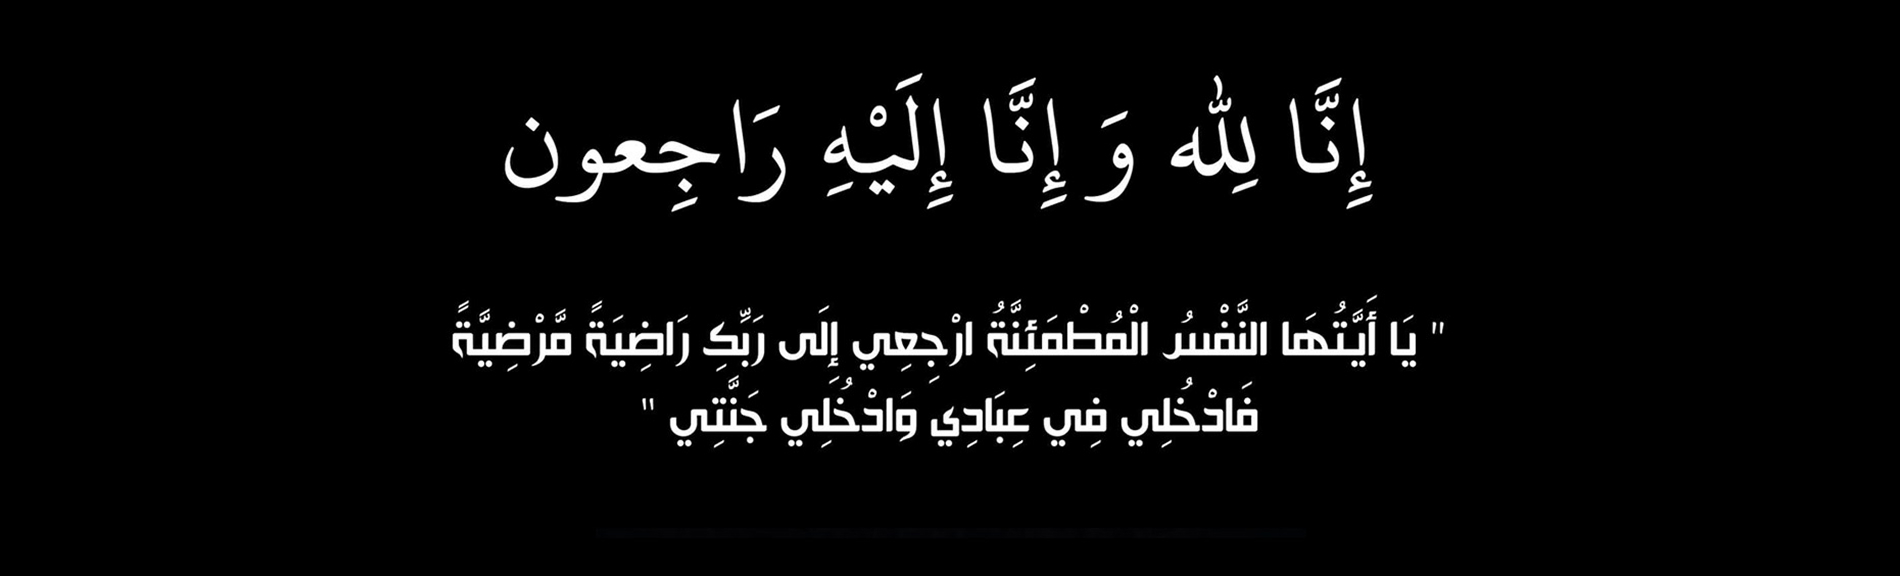 إِنَّا لِلّٰه وَ إِنَّا إِلَيْهِ رَاجِعون
" يَا أَيَّتُهَا النَّفْسُ الْمُطْمَئِنَّةُ ارْجِعِي إِلَى رَبِّكِ رَاضِيَةً مَّرْضِيَّةً
فَادْخُلِي فِي عِبَادِي وَادْخُلِي جَنَّتِي "